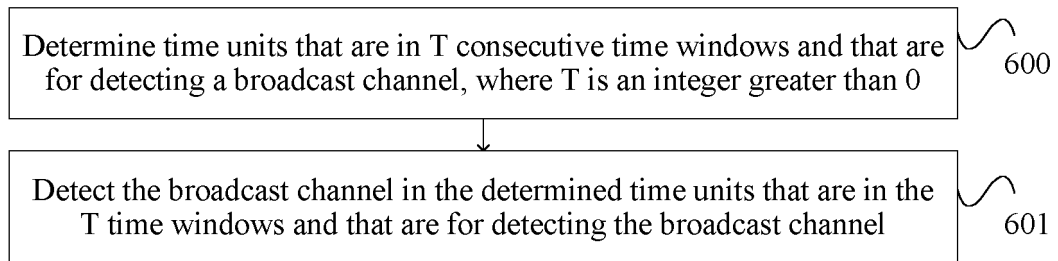 Determine time units that are in T consecutive time windows and that are
for detecting a broadcast channel, where T is an integer greater than 0
600
Detect the broadcast channel in the determined time units that are in the
T time windows and that are for detecting the broadcast channel
601